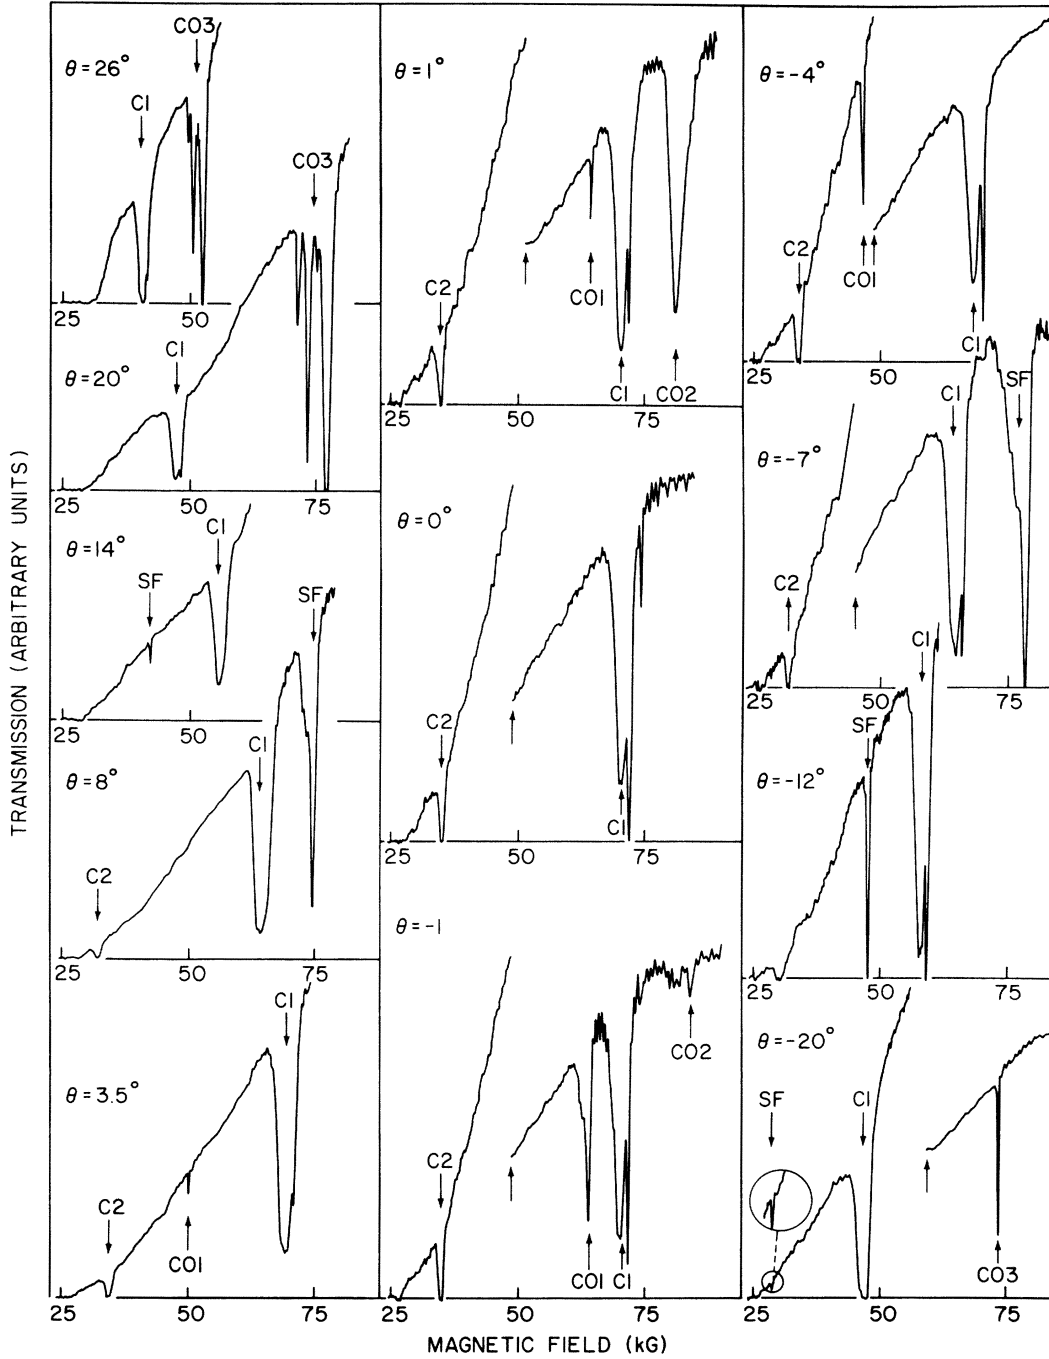 TRANSMISSION (ARBITRARY UNITS)
θ = 26°
CO3
C1
25 50
θ = 20°
CO3
C1
25 50 75
θ = 14°
C1
SF
25 50
θ = 8°
SF
C1
C2
25 50 75
θ = 3.5°
C1
C2
CO1
25 50 75
θ = 1°
C2
CO1
C1
CO2
25 50 75
θ = 0°
C2
C1
25 50 75
θ = -1
C2
CO1
C1
CO2
25 50 75
θ = -4°
C2
CO1
C1
25 50
θ = -7°
C1
SF
C2
25 50 75
θ = -12°
C1
SF
25 50 75
θ = -20°
SF
C1
CO3
25 50 75
MAGNETIC FIELD (kG)